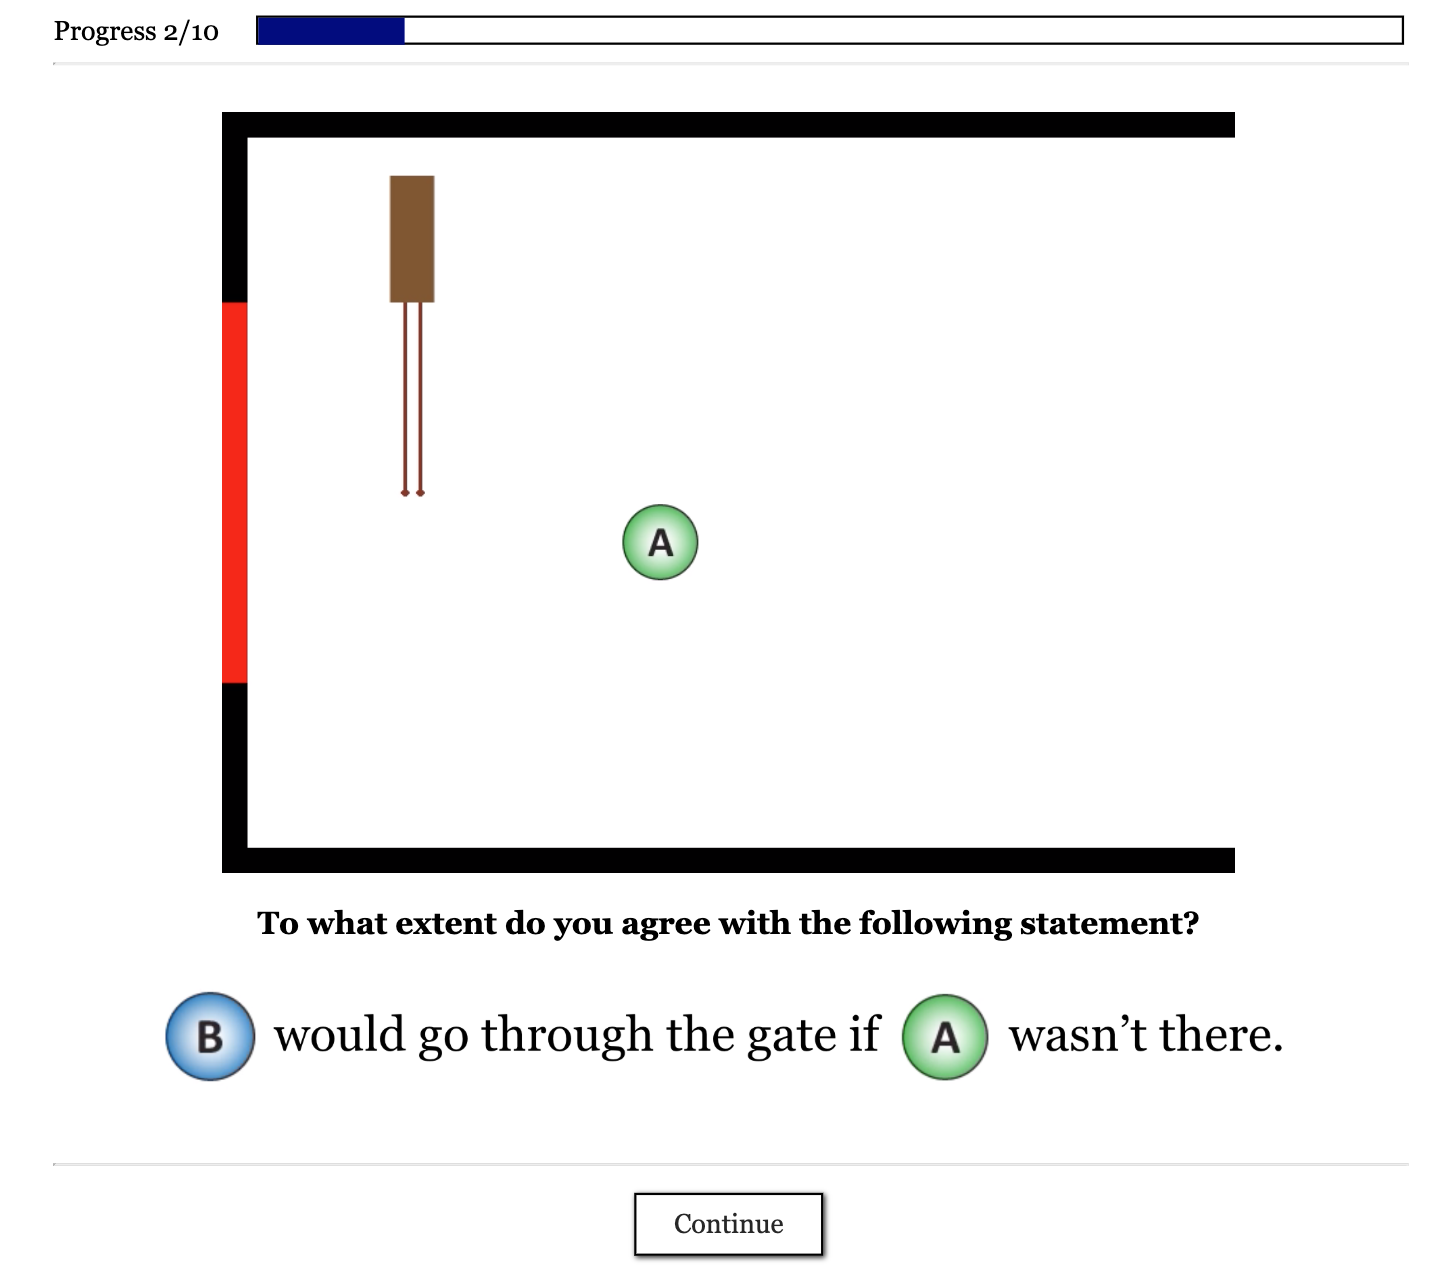 Progress 2/10
A
To what extent do you agree with the following statement?
B would go through the gate if A wasn’t there.
Continue